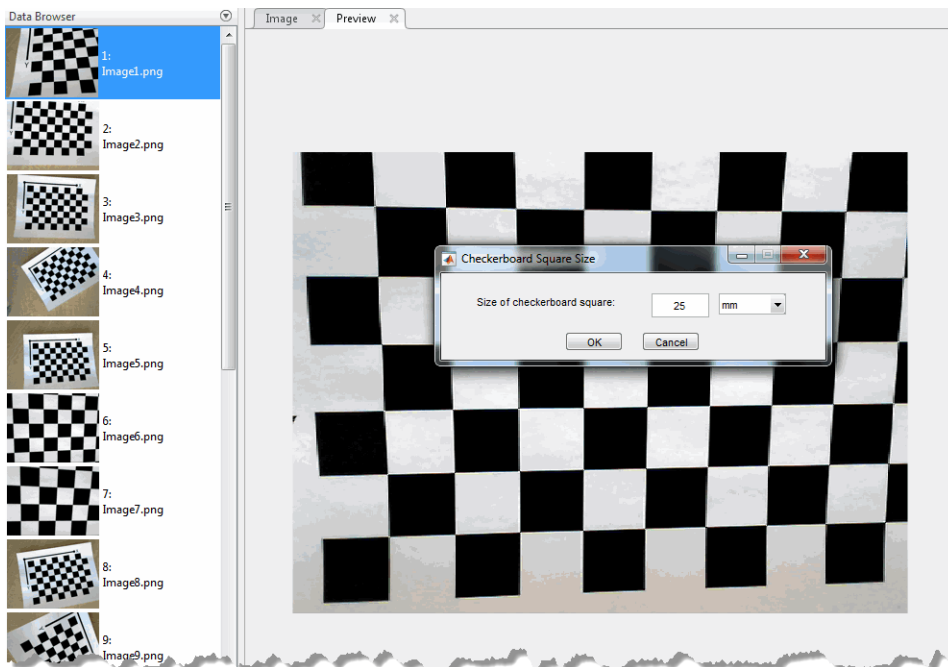 Data Browser
Image
Preview
1:
Image1.png
2:
Image2.png
3:
Image3.png
4:
Image4.png
5:
Image5.png
6:
Image6.png
7:
Image7.png
8:
Image8.png
9:
Image9.png
Checkerboard Square Size
Size of checkerboard square:
25
mm
OK
Cancel